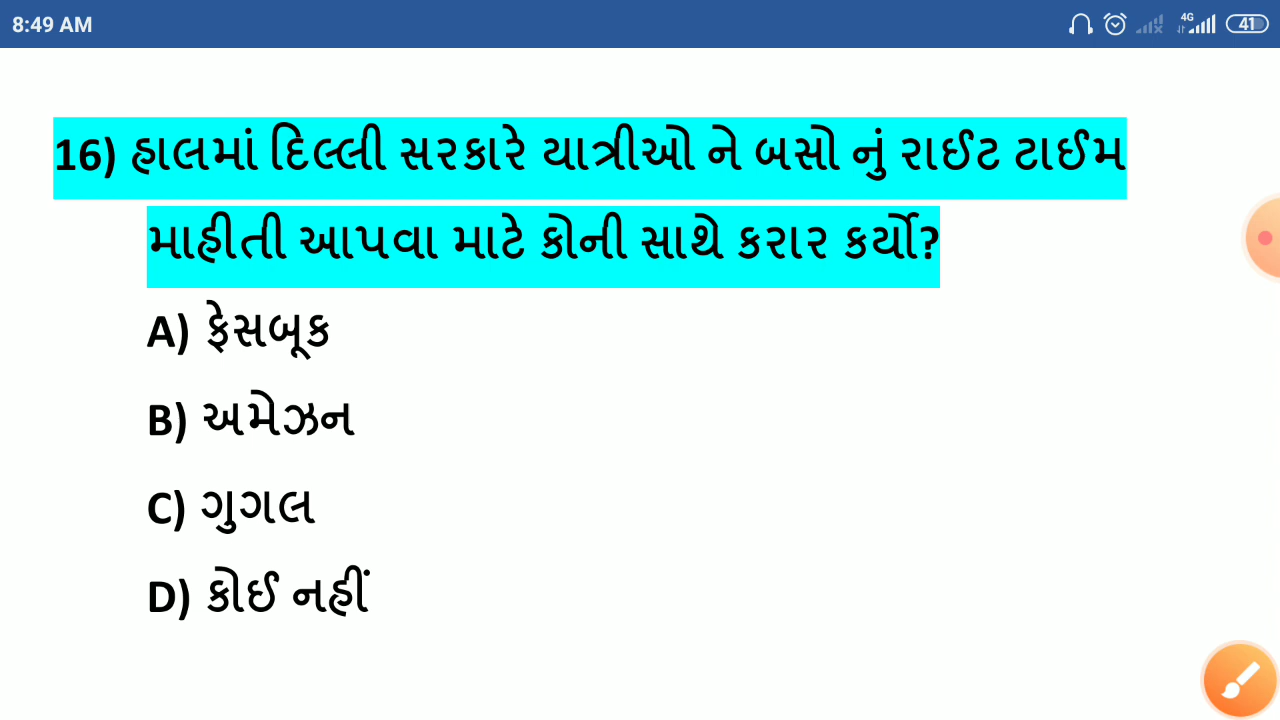 8:49 AM 4G 41
16) હાલમાં દિલ્લી સરકારે યાત્રીઓ ને બસો નું રાઈટ ટાઈમ
માહીતી આપવા માટે કોની સાથે કરાર કર્યો?
A) ફેસબૂક
B) અમેઝન
C) ગુગલ
D) કોઈ નહીં